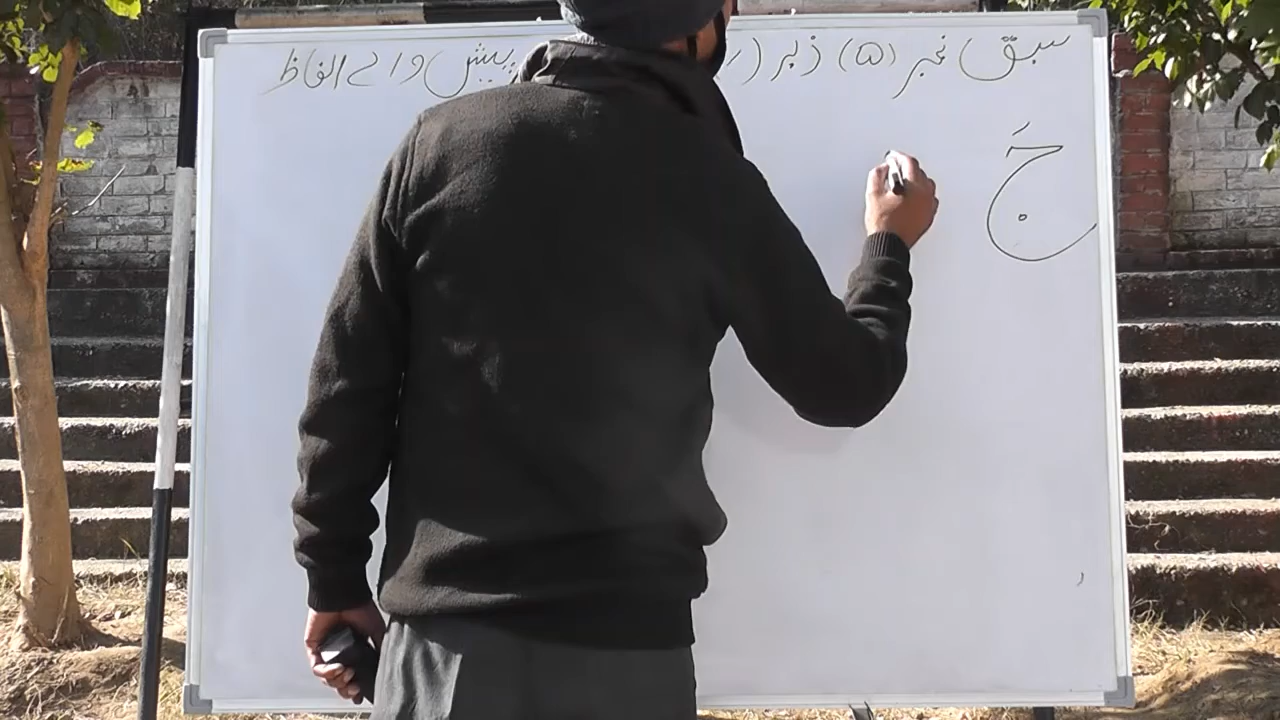 سبق نمبر (۵) زبر ( پیش والے الفاظ
جَ